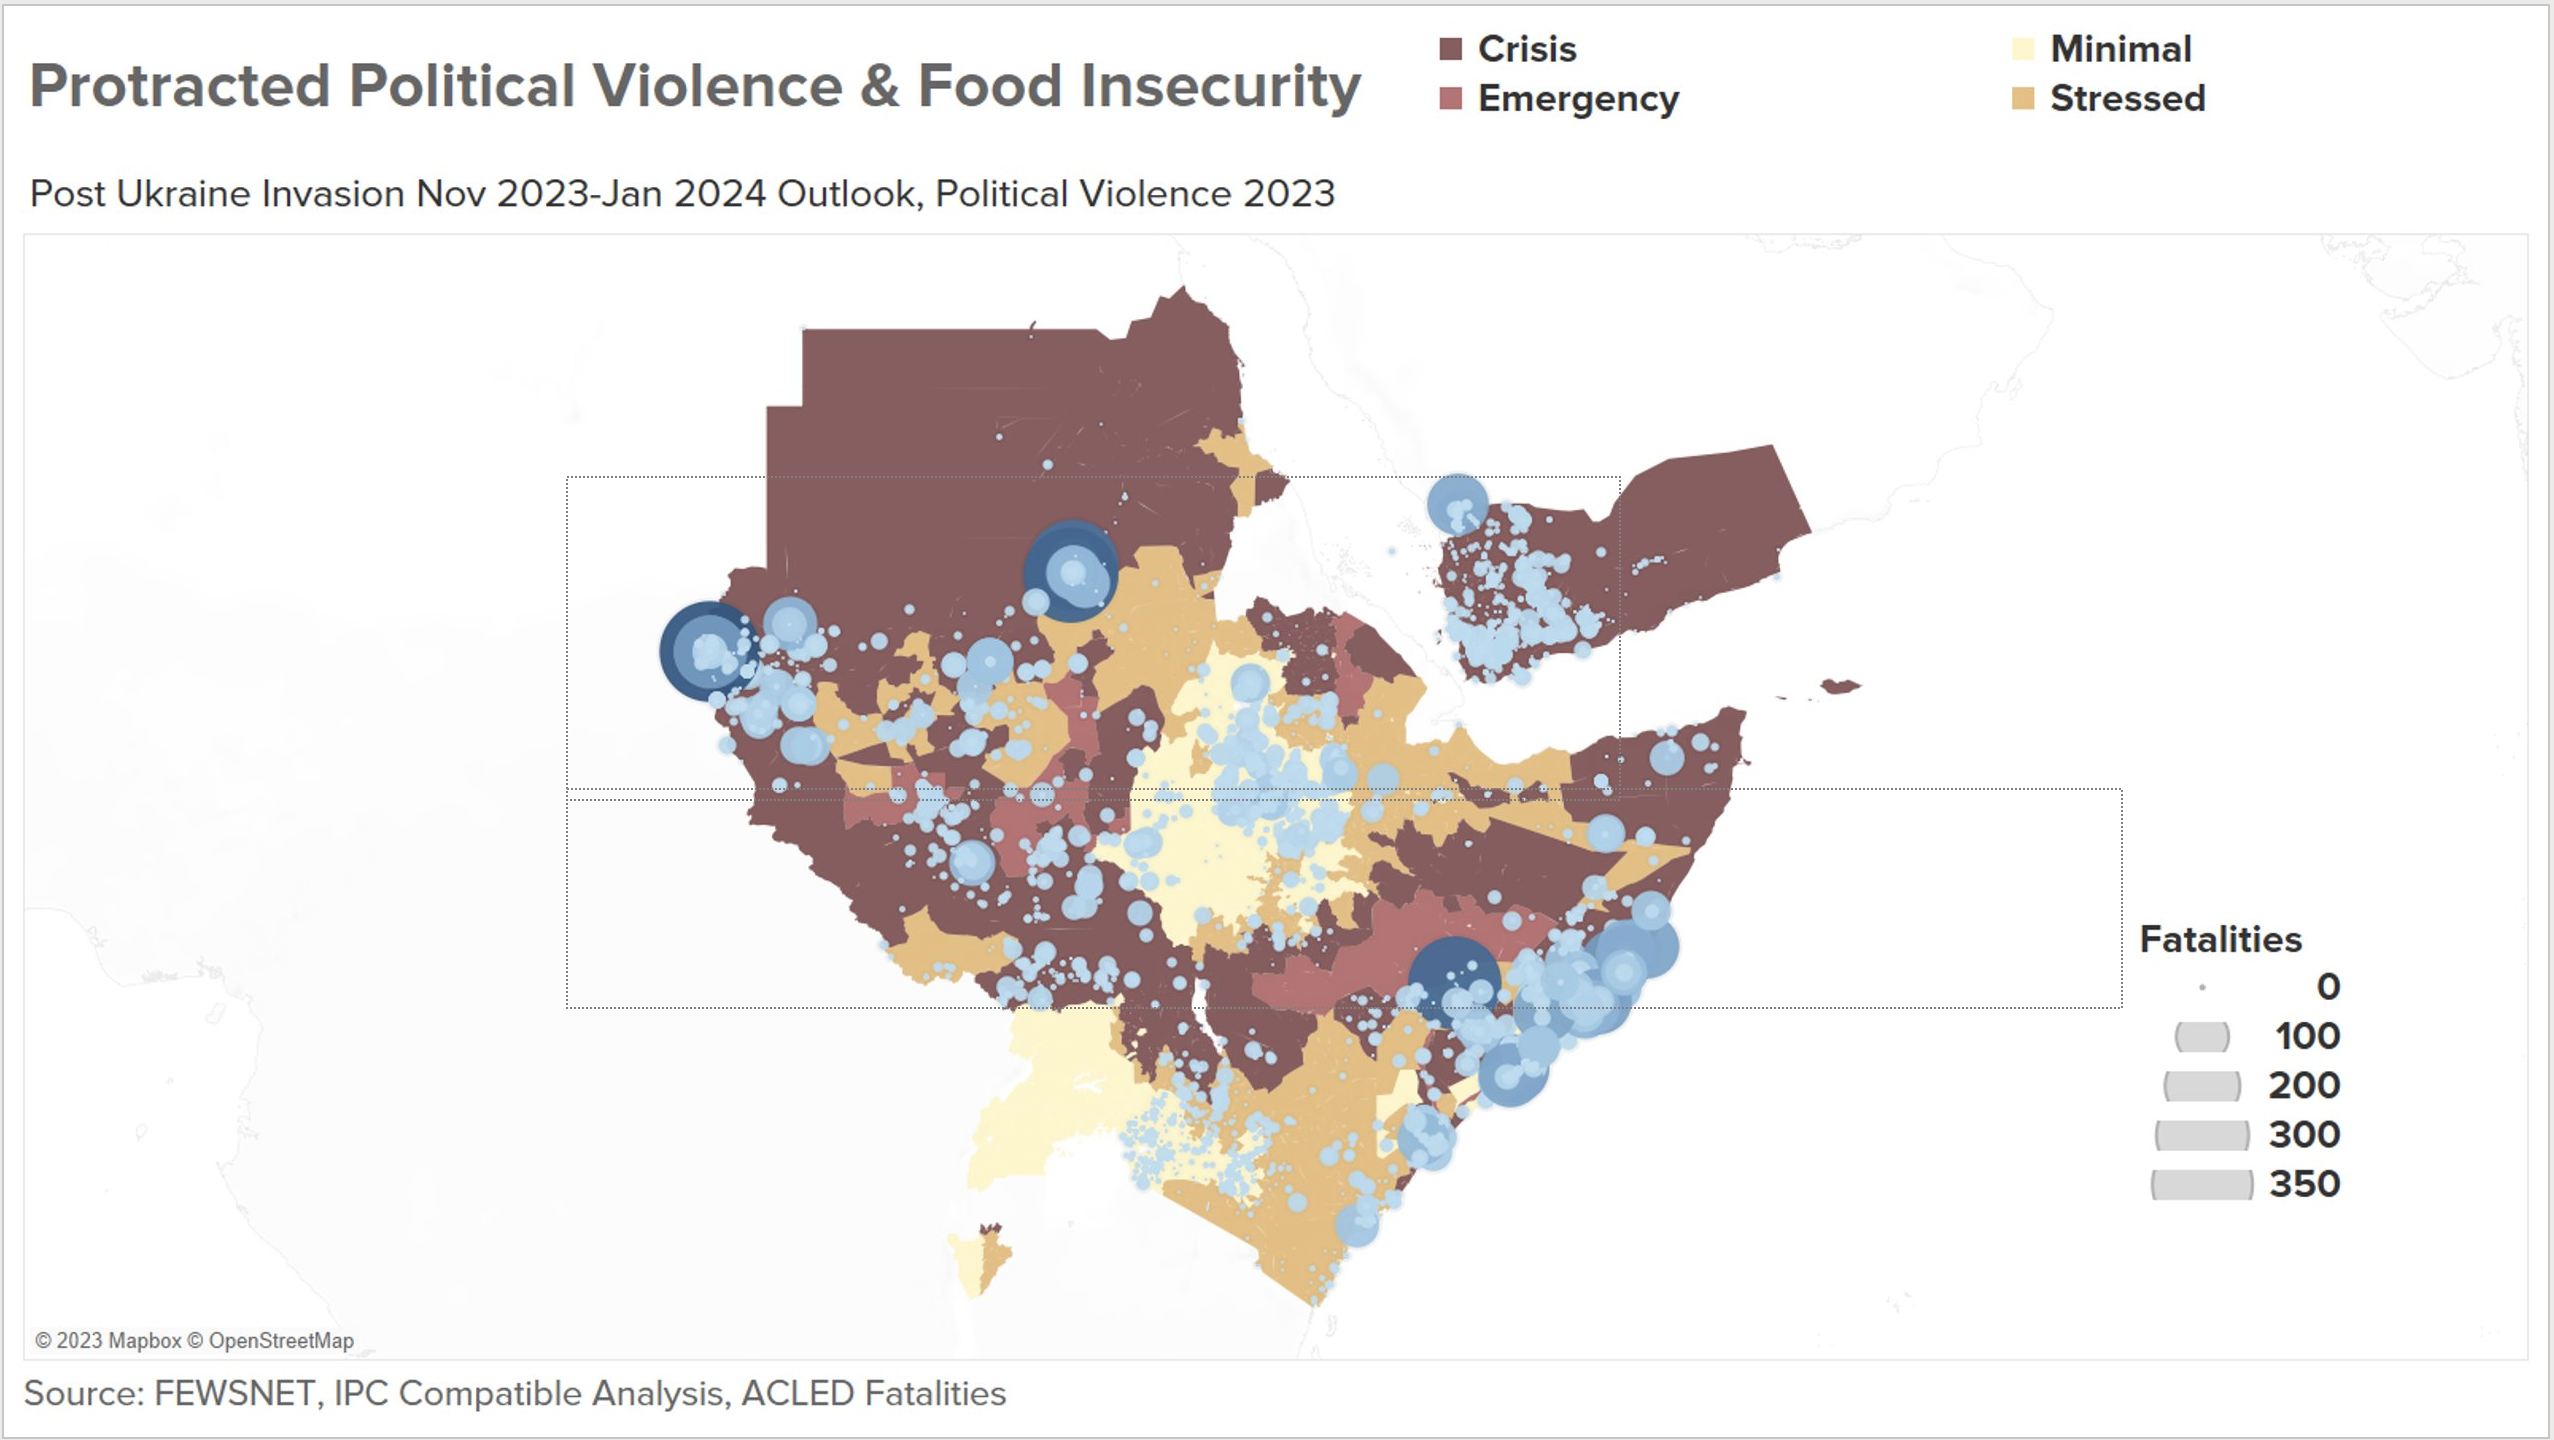 Protracted Political Violence & Food Insecurity
Crisis
Emergency
Minimal
Stressed
Post Ukraine Invasion Nov 2023-Jan 2024 Outlook, Political Violence 2023
Fatalities
0
100
200
300
350
© 2023 Mapbox © OpenStreetMap
Source: FEWSNET, IPC Compatible Analysis, ACLED Fatalities